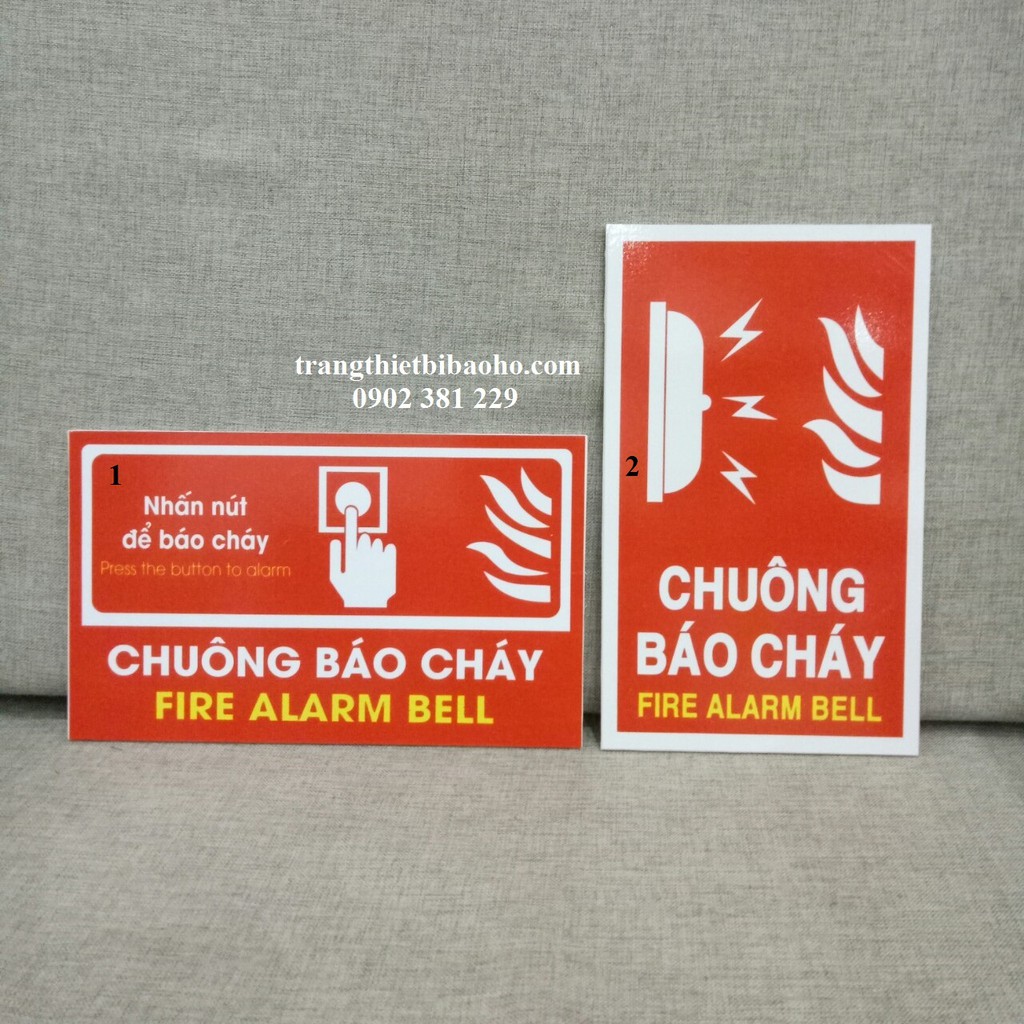 trangthietbibaoho.com
0902 381 229
1
Nhấn nút
để báo cháy
Press the button to alarm
CHUÔNG BÁO CHÁY
FIRE ALARM BELL
2
CHUÔNG
BÁO CHÁY
FIRE ALARM BELL